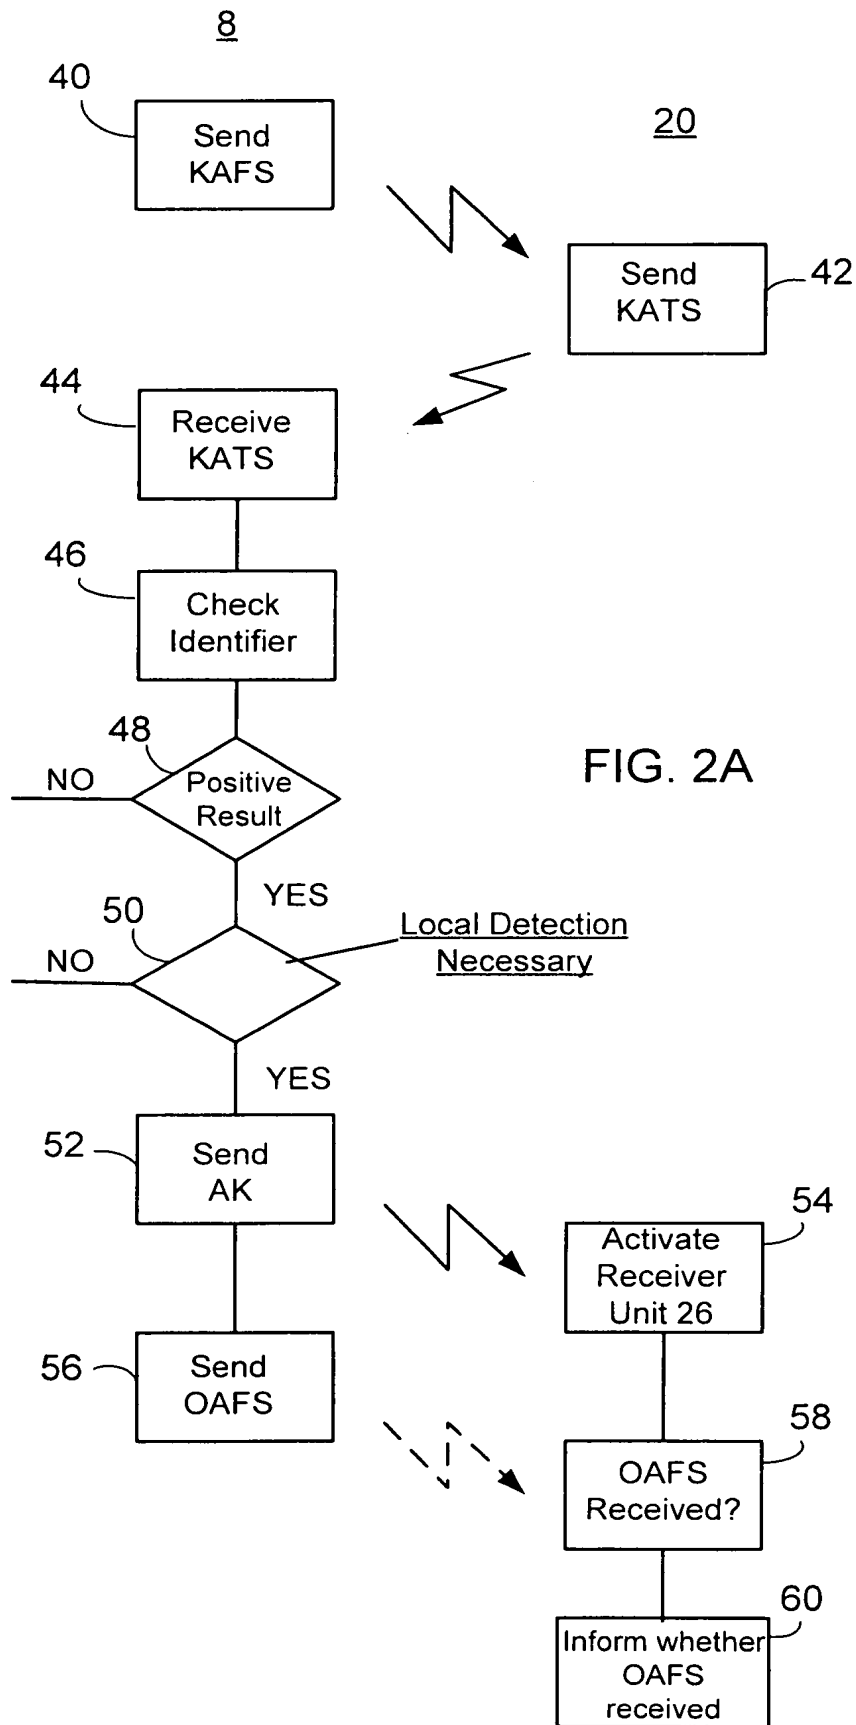 8
40
Send
KAFS
20
Send
KATS
42
44
Receive
KATS
46
Check
Identifier
48
NO
Positive
Result
FIG. 2A
YES
50
Local Detection
Necessary
NO
YES
52
Send
AK
54
Activate
Receiver
Unit 26
56
Send
OAFS
58
OAFS
Received?
60
Inform whether
OAFS
received